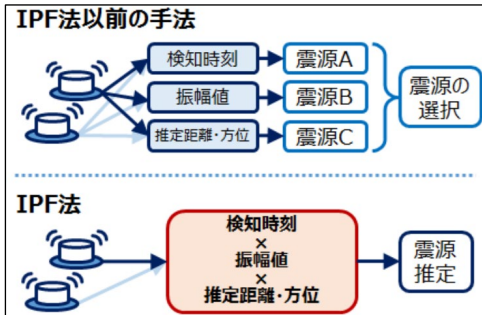 IPF法以前の手法
検知時刻
震源A
振幅値
震源B
推定距離・方位
震源C
震源の
選択
IPF法
検知時刻
×
振幅値
×
推定距離・方位
震源
推定